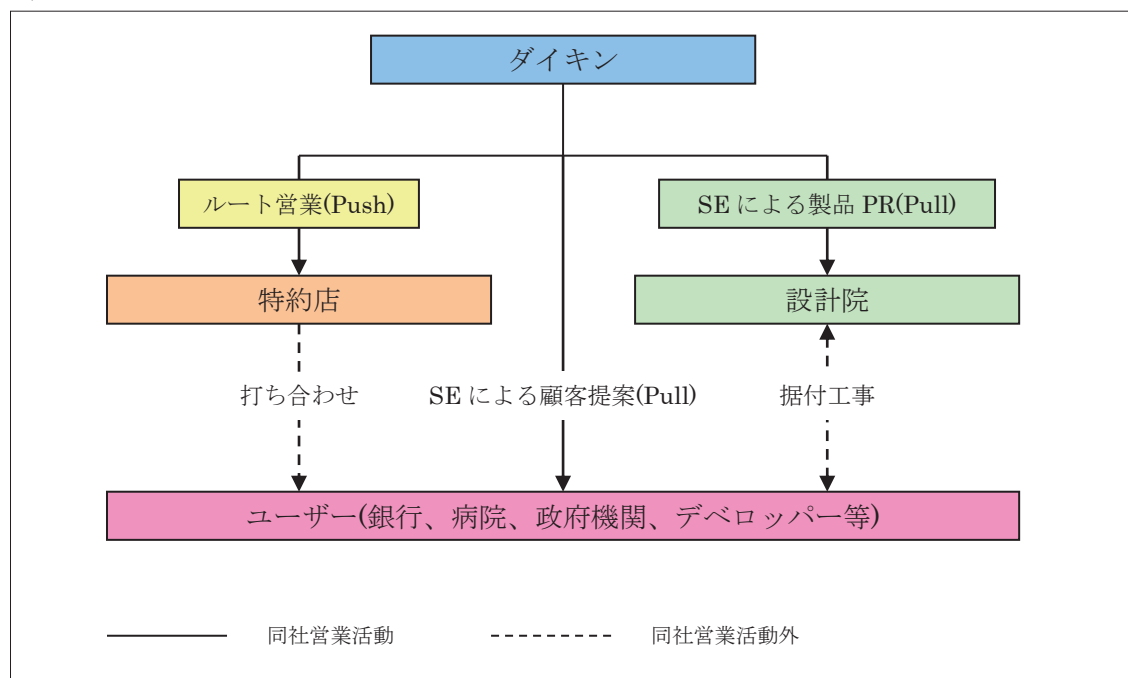 ダイキン
ルート営業(Push)
SE による製品 PR(Pull)
特約店
設計院
打ち合わせ
SE による顧客提案(Pull)
据付工事
ユーザー(銀行、病院、政府機関、デベロッパー等)
同社営業活動
同社営業活動外